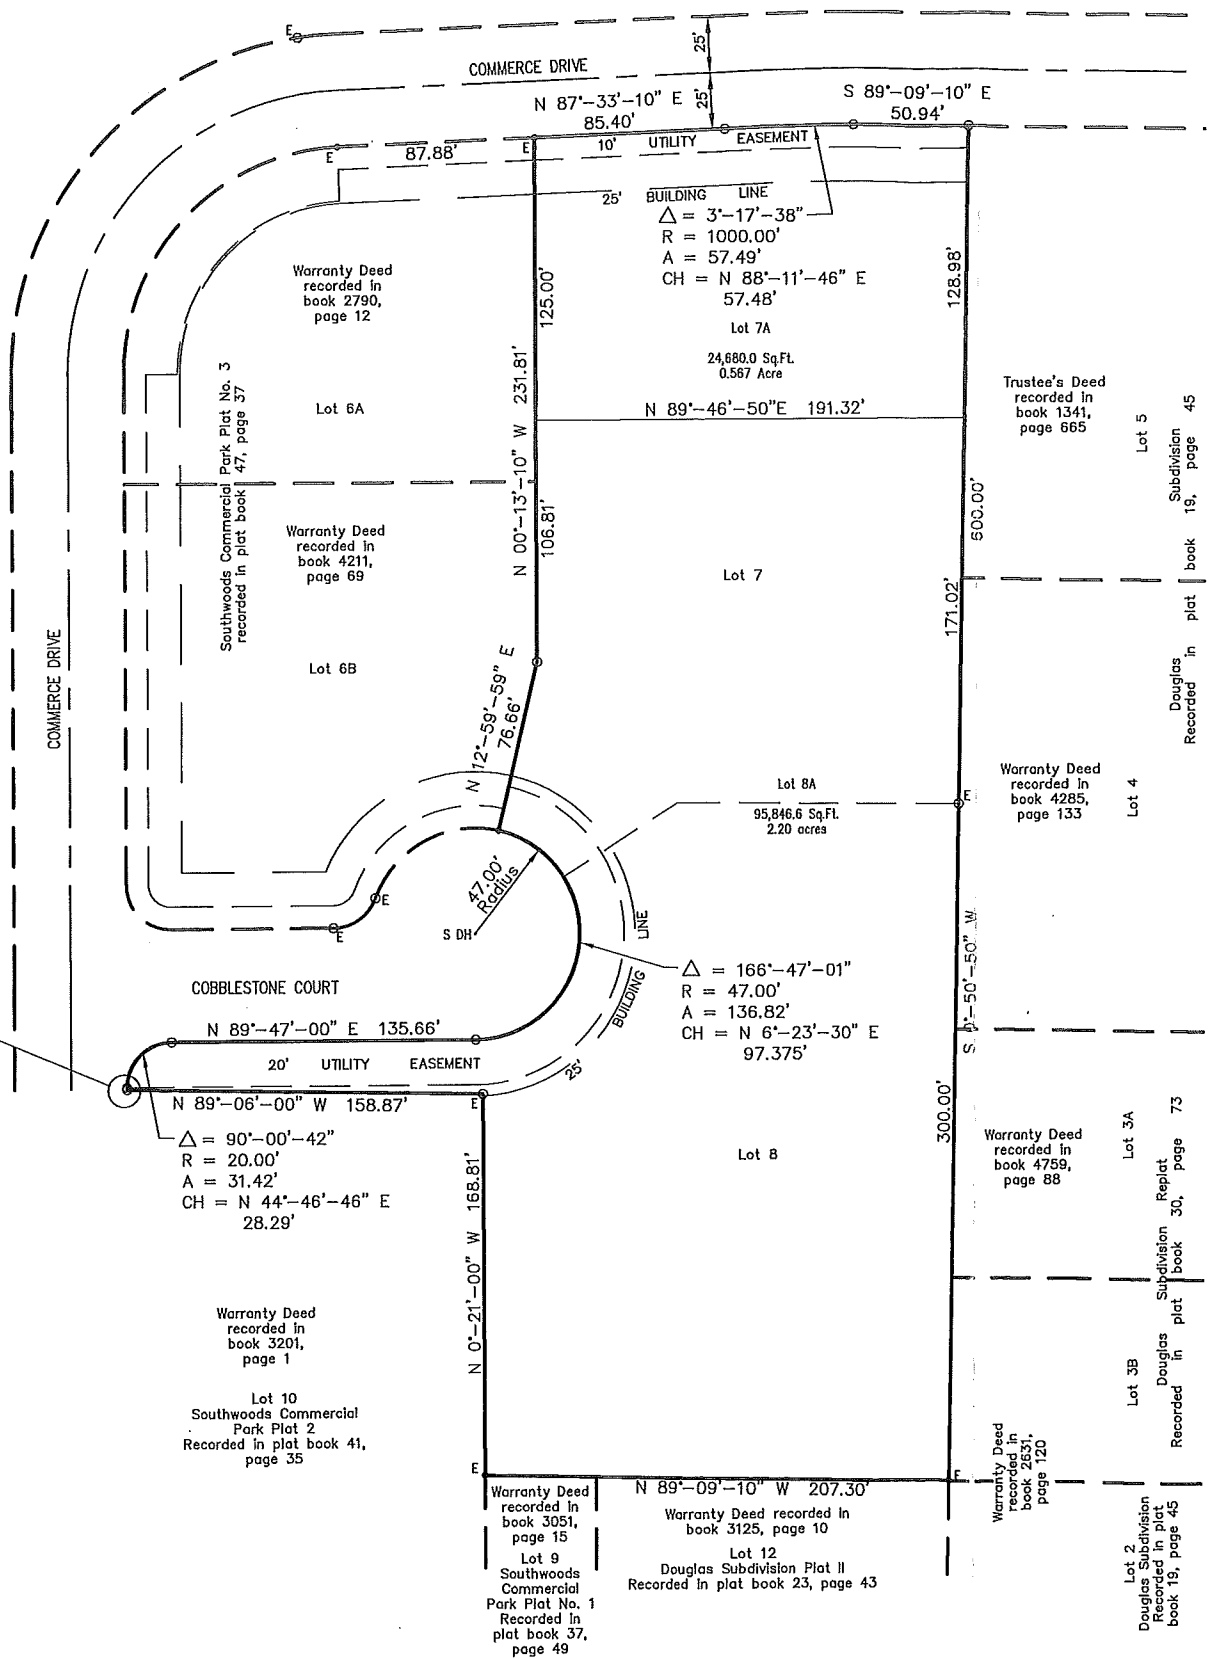 E
25'
COMMERCE DRIVE
25'
N 87°-33'-10" E
85.40'
S 89°-09'-10" E
50.94'
E
87.88'
E
10' UTILITY EASEMENT
25' BUILDING LINE
Δ = 3°-17'-38"
R = 1000.00'
A = 57.49'
CH = N 88°-11'-46" E
57.48'
Lot 7A
24,680.0 Sq.Ft.
0.567 Acre
N 89°-46'-50"E 191.32'
Warranty Deed
recorded in
book 2790,
page 12
Lot 6A
Southwoods Commercial Park Plat No. 3
recorded in plat book 47, page 37
125.00'
N 00°-13'-10" W 231.81'
106.81'
128.98'
600.00'
171.02'
Trustee's Deed
recorded in
book 1341,
page 665
Lot 5
Douglas Subdivision
Recorded in plat book 19, page 45
Warranty Deed
recorded in
book 4211,
page 69
Lot 6B
COMMERCE DRIVE
Lot 7
N 12°-59'-59" E
76.66'
Lot 8A
95,846.6 Sq.Ft.
2.20 acres
E
Warranty Deed
recorded in
book 4285,
page 133
Lot 4
47.00'
Radius
S DH
E
E
BUILDING LINE
25'
COBBLESTONE COURT
N 89°-47'-00" E 135.66'
20' UTILITY EASEMENT
N 89°-06'-00" W 158.87'
E
Δ = 166°-47'-01"
R = 47.00'
A = 136.82'
CH = N 6°-23'-30" E
97.375'
S 0°-50'-50" W
300.00'
Δ = 90°-00'-42"
R = 20.00'
A = 31.42'
CH = N 44°-46'-46" E
28.29'
N 0°-21'-00" W 168.81'
Lot 8
Warranty Deed
recorded in
book 4759,
page 88
Lot 3A
Lot 3B
Douglas Subdivision Replat
Recorded in plat book 30, page 73
Warranty Deed
recorded in
book 3201,
page 1
Lot 10
Southwoods Commercial
Park Plat 2
Recorded in plat book 41,
page 35
E
N 89°-09'-10" W 207.30'
E
Warranty Deed
recorded in
book 2631,
page 120
Warranty Deed
recorded in
book 3051,
page 15
Lot 9
Southwoods
Commercial
Park Plat No. 1
Recorded in
plat book 37,
page 49
Warranty Deed recorded in
book 3125, page 10
Lot 12
Douglas Subdivision Plat II
Recorded in plat book 23, page 43
Lot 2
Douglas Subdivision
Recorded in plat
book 19, page 45